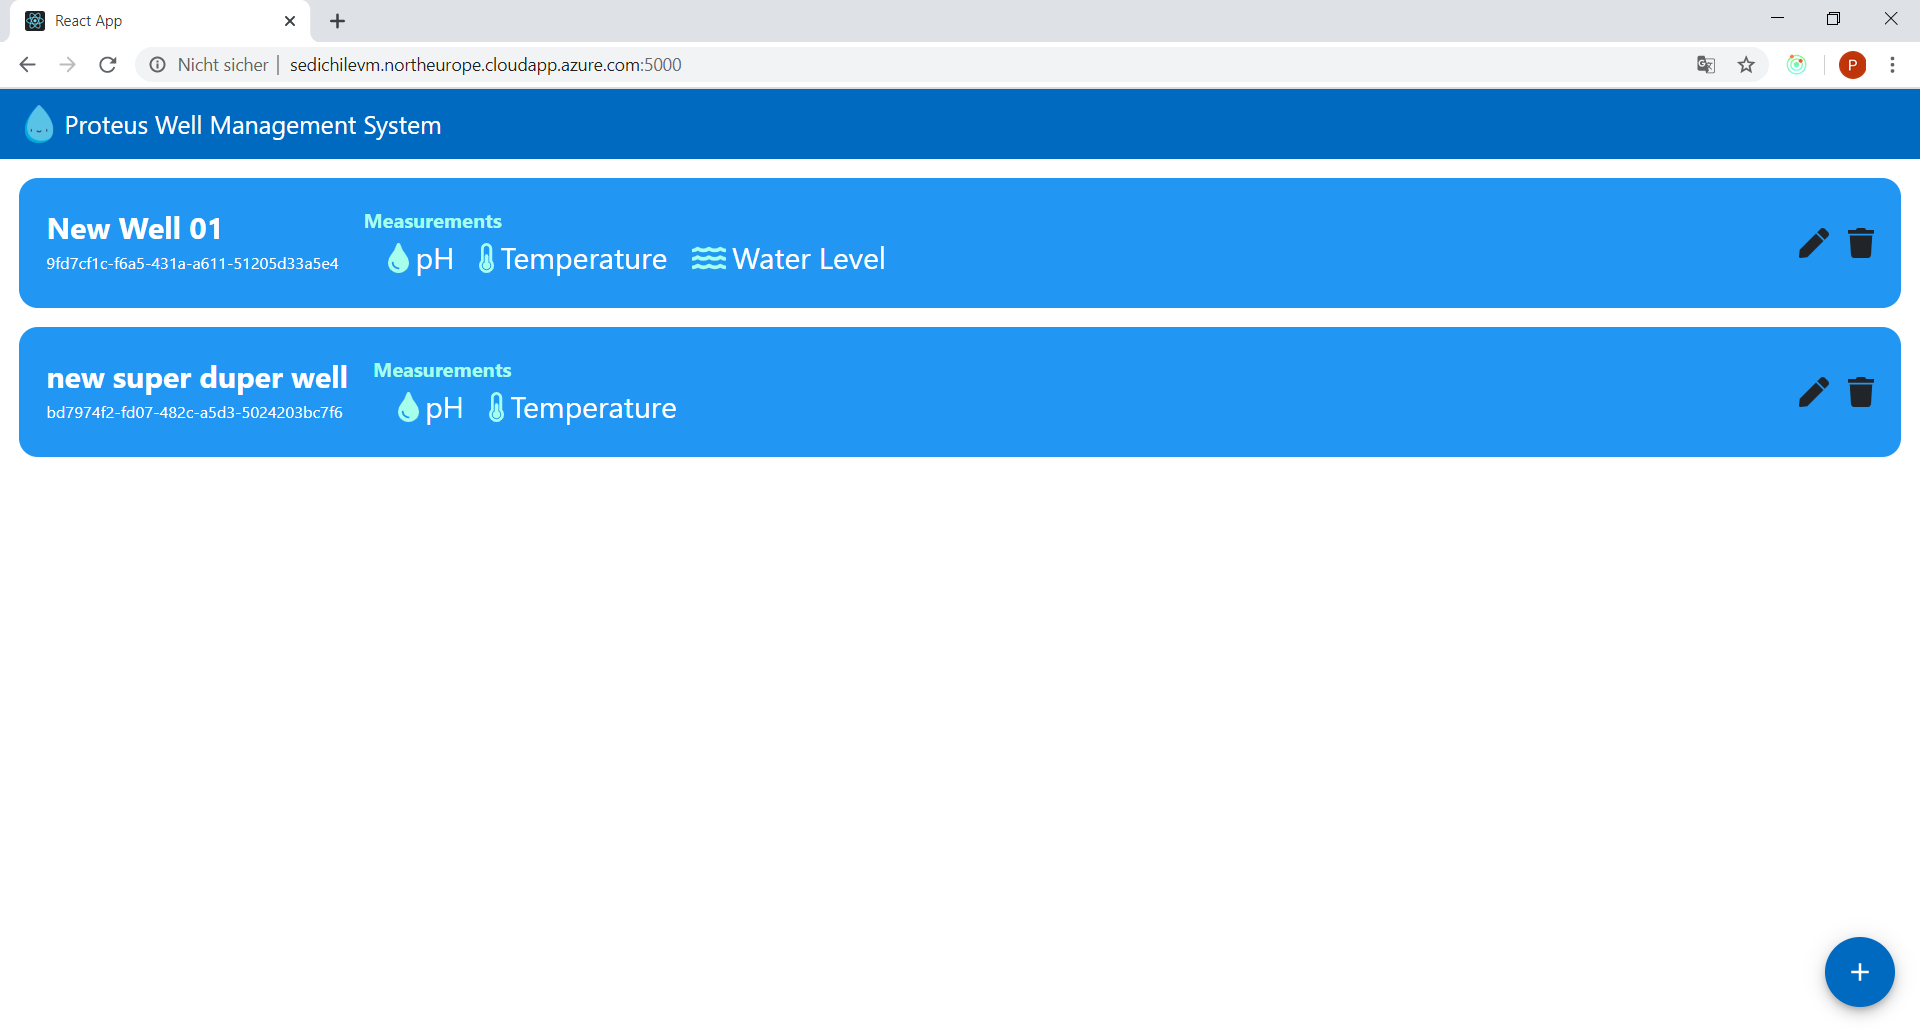 React App
Nicht sicher | sedichilevm.northeurope.cloudapp.azure.com:5000
P
Proteus Well Management System
New Well 01
9fd7cf1c-f6a5-431a-a611-51205d33a5e4
Measurements
pH Temperature Water Level
new super duper well
bd7974f2-fd07-482c-a5d3-5024203bc7f6
Measurements
pH Temperature